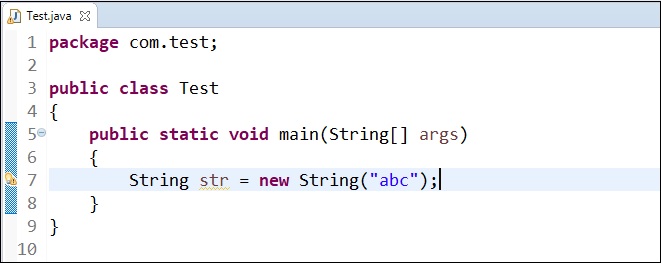 Test.java
1 package com.test;
2
3 public class Test
4 {
5 public static void main(String[] args)
6 {
7 String str = new String("abc");
8 }
9 }
10